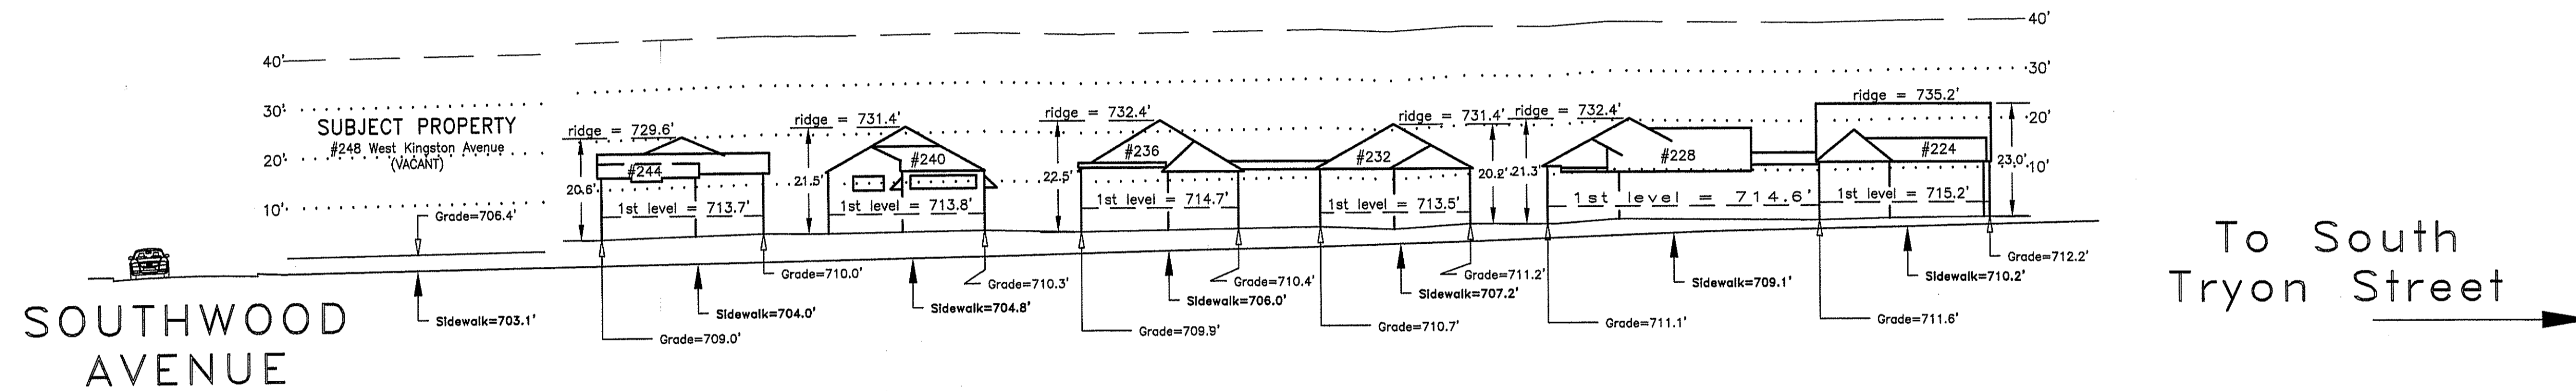 40'
30'
20'
10'
SUBJECT PROPERTY
#248 West Kingston Avenue
(VACANT)
Grade=706.4'
Sidewalk=703.1'
SOUTHWOOD
AVENUE
ridge = 729.6'
20.6'
#244
1st level = 713.7'
Grade=709.0'
Sidewalk=704.0'
Grade=710.0'
ridge = 731.4'
21.5'
#240
1st level = 713.8'
Sidewalk=704.8'
Grade=710.3'
ridge = 732.4'
22.5'
#236
1st level = 714.7'
Grade=709.9'
Sidewalk=706.0'
Grade=710.4'
ridge = 731.4'
20.2'
#232
1st level = 713.5'
Grade=710.7'
Sidewalk=707.2'
Grade=711.2'
ridge = 732.4'
21.3'
#228
1st level = 714.6'
Grade=711.1'
Sidewalk=709.1'
ridge = 735.2'
23.0'
#224
1st level = 715.2'
Grade=711.6'
Sidewalk=710.2'
Grade=712.2'
40'
30'
20'
10'
To South
Tryon Street